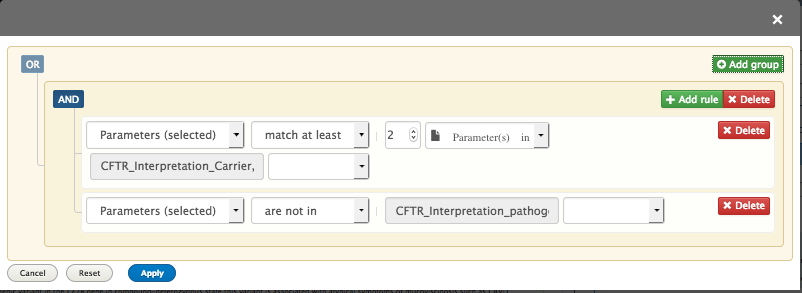 ×
OR
Add group
AND
Add rule Delete
Parameters (selected) match at least 2 Parameter(s) in Delete
CFTR_Interpretation_Carrier,
Parameters (selected) are not in CFTR_Interpretation_pathog Delete
Cancel Reset Apply